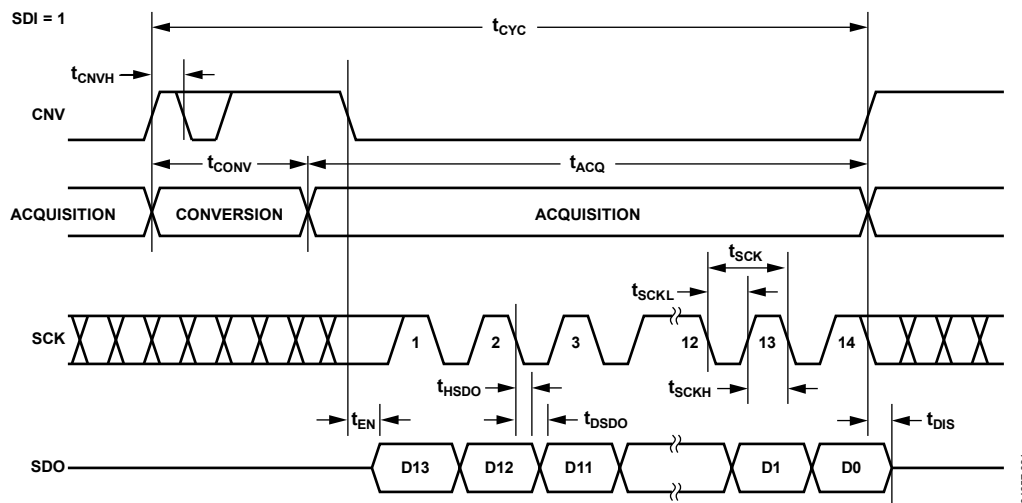 SDI = 1
tCYC
tCNVH
CNV
tCONV
tACQ
ACQUISITION
CONVERSION
ACQUISITION
tSCK
tSCKL
SCK
1
2
3
12
13
14
tHSDO
tSCKH
tEN
tDSDO
tDIS
SDO
D13
D12
D11
D1
D0